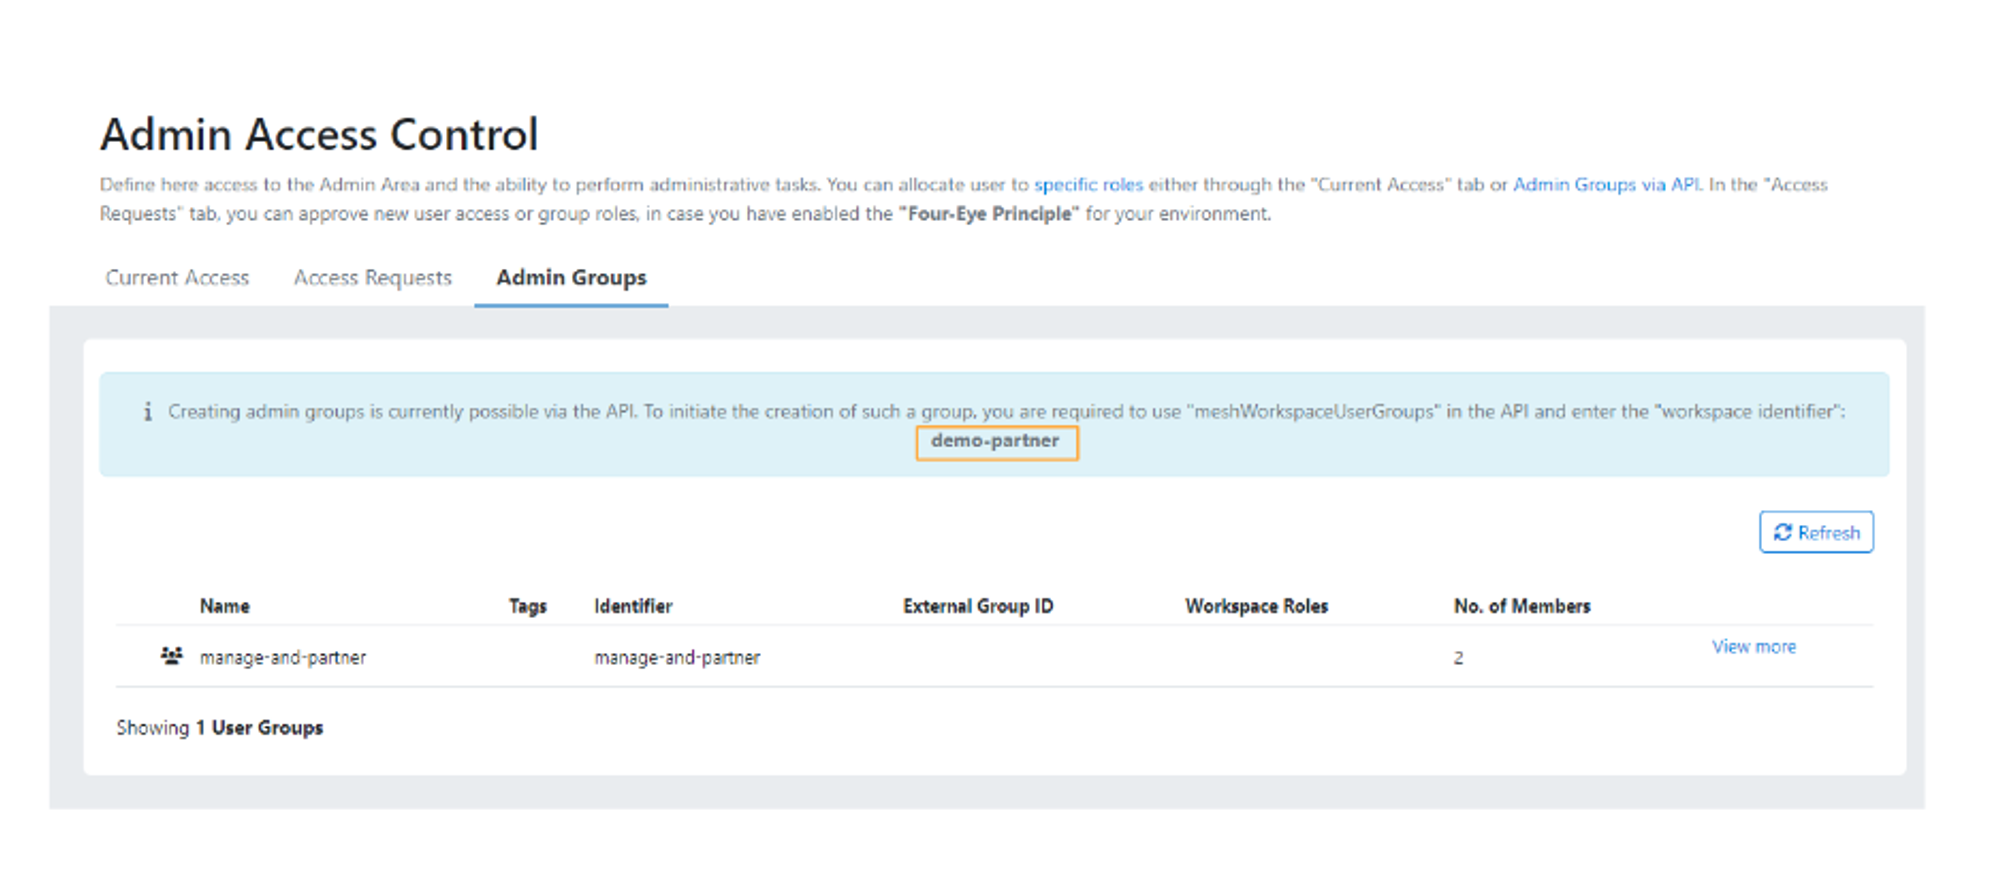 Admin Access Control
Define here access to the Admin Area and the ability to perform administrative tasks. You can allocate user to specific roles either through the "Current Access" tab or Admin Groups via API. In the "Access
Requests" tab, you can approve new user access or group roles, in case you have enabled the "Four-Eye Principle" for your environment.
Current Access Access Requests Admin Groups
i Creating admin groups is currently possible via the API. To initiate the creation of such a group, you are required to use "meshWorkspaceUserGroups" in the API and enter the "workspace identifier":
demo-partner
Refresh
Name Tags Identifier External Group ID Workspace Roles No. of Members
manage-and-partner manage-and-partner 2 View more
Showing 1 User Groups